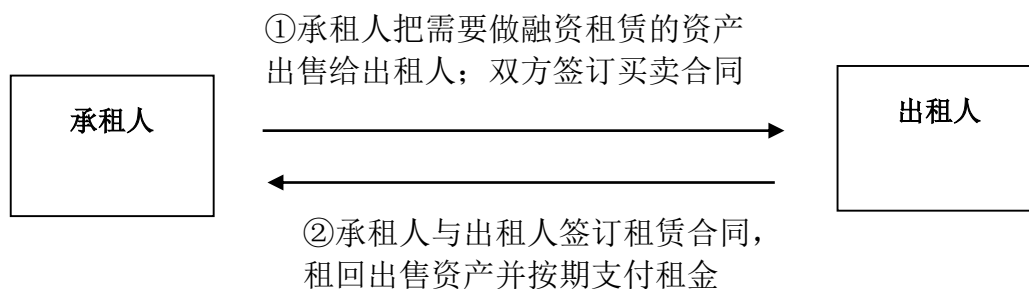 ①承租人把需要做融资租赁的资产
出售给出租人；双方签订买卖合同
承租人
出租人
②承租人与出租人签订租赁合同，
租回出售资产并按期支付租金